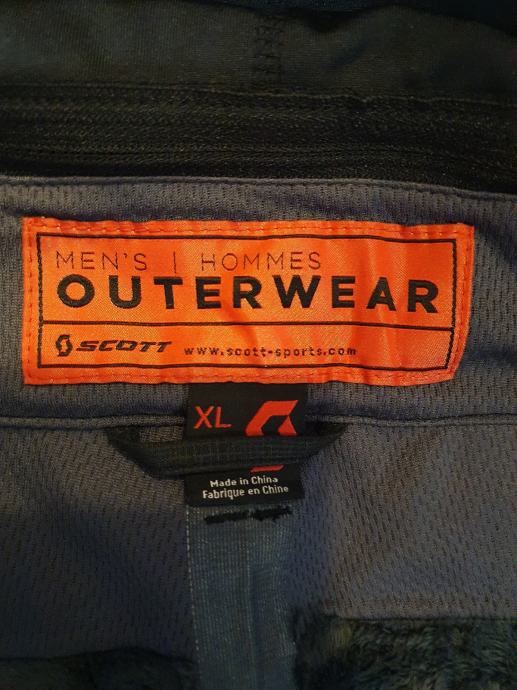 MEN'S | HOMMES
OUTERWEAR
SCOTT www.scott-sports.com
XL
Made in China
Fabriqué en Chine